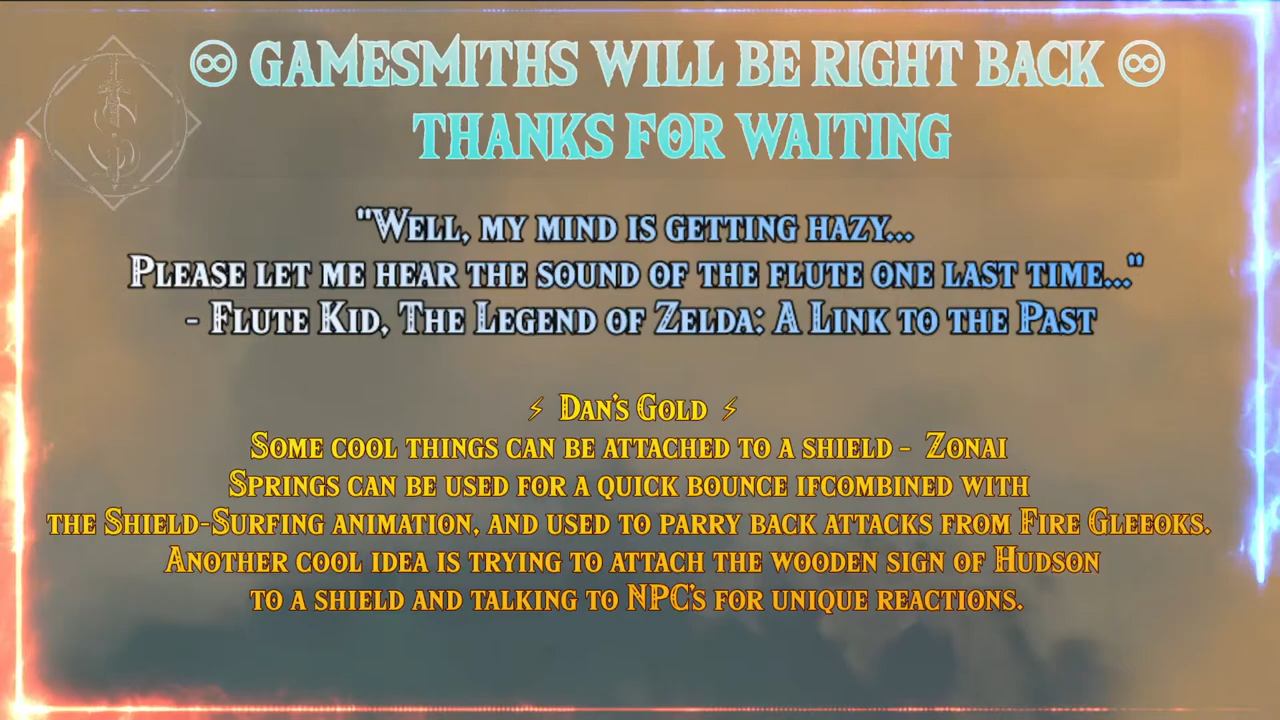 ♾ GAMESMITHS WILL BE RIGHT BACK ♾
THANKS FOR WAITING
"Well, my mind is getting hazy...
Please let me hear the sound of the flute one last time..."
- Flute Kid, The Legend of Zelda: A Link to the Past
⚡ Dan's Gold ⚡
Some cool things can be attached to a shield - Zonai
Springs can be used for a quick bounce ifcombined with
the Shield-Surfing animation, and used to parry back attacks from Fire Gleeoks.
Another cool idea is trying to attach the wooden sign of Hudson
to a shield and talking to NPC's for unique reactions.